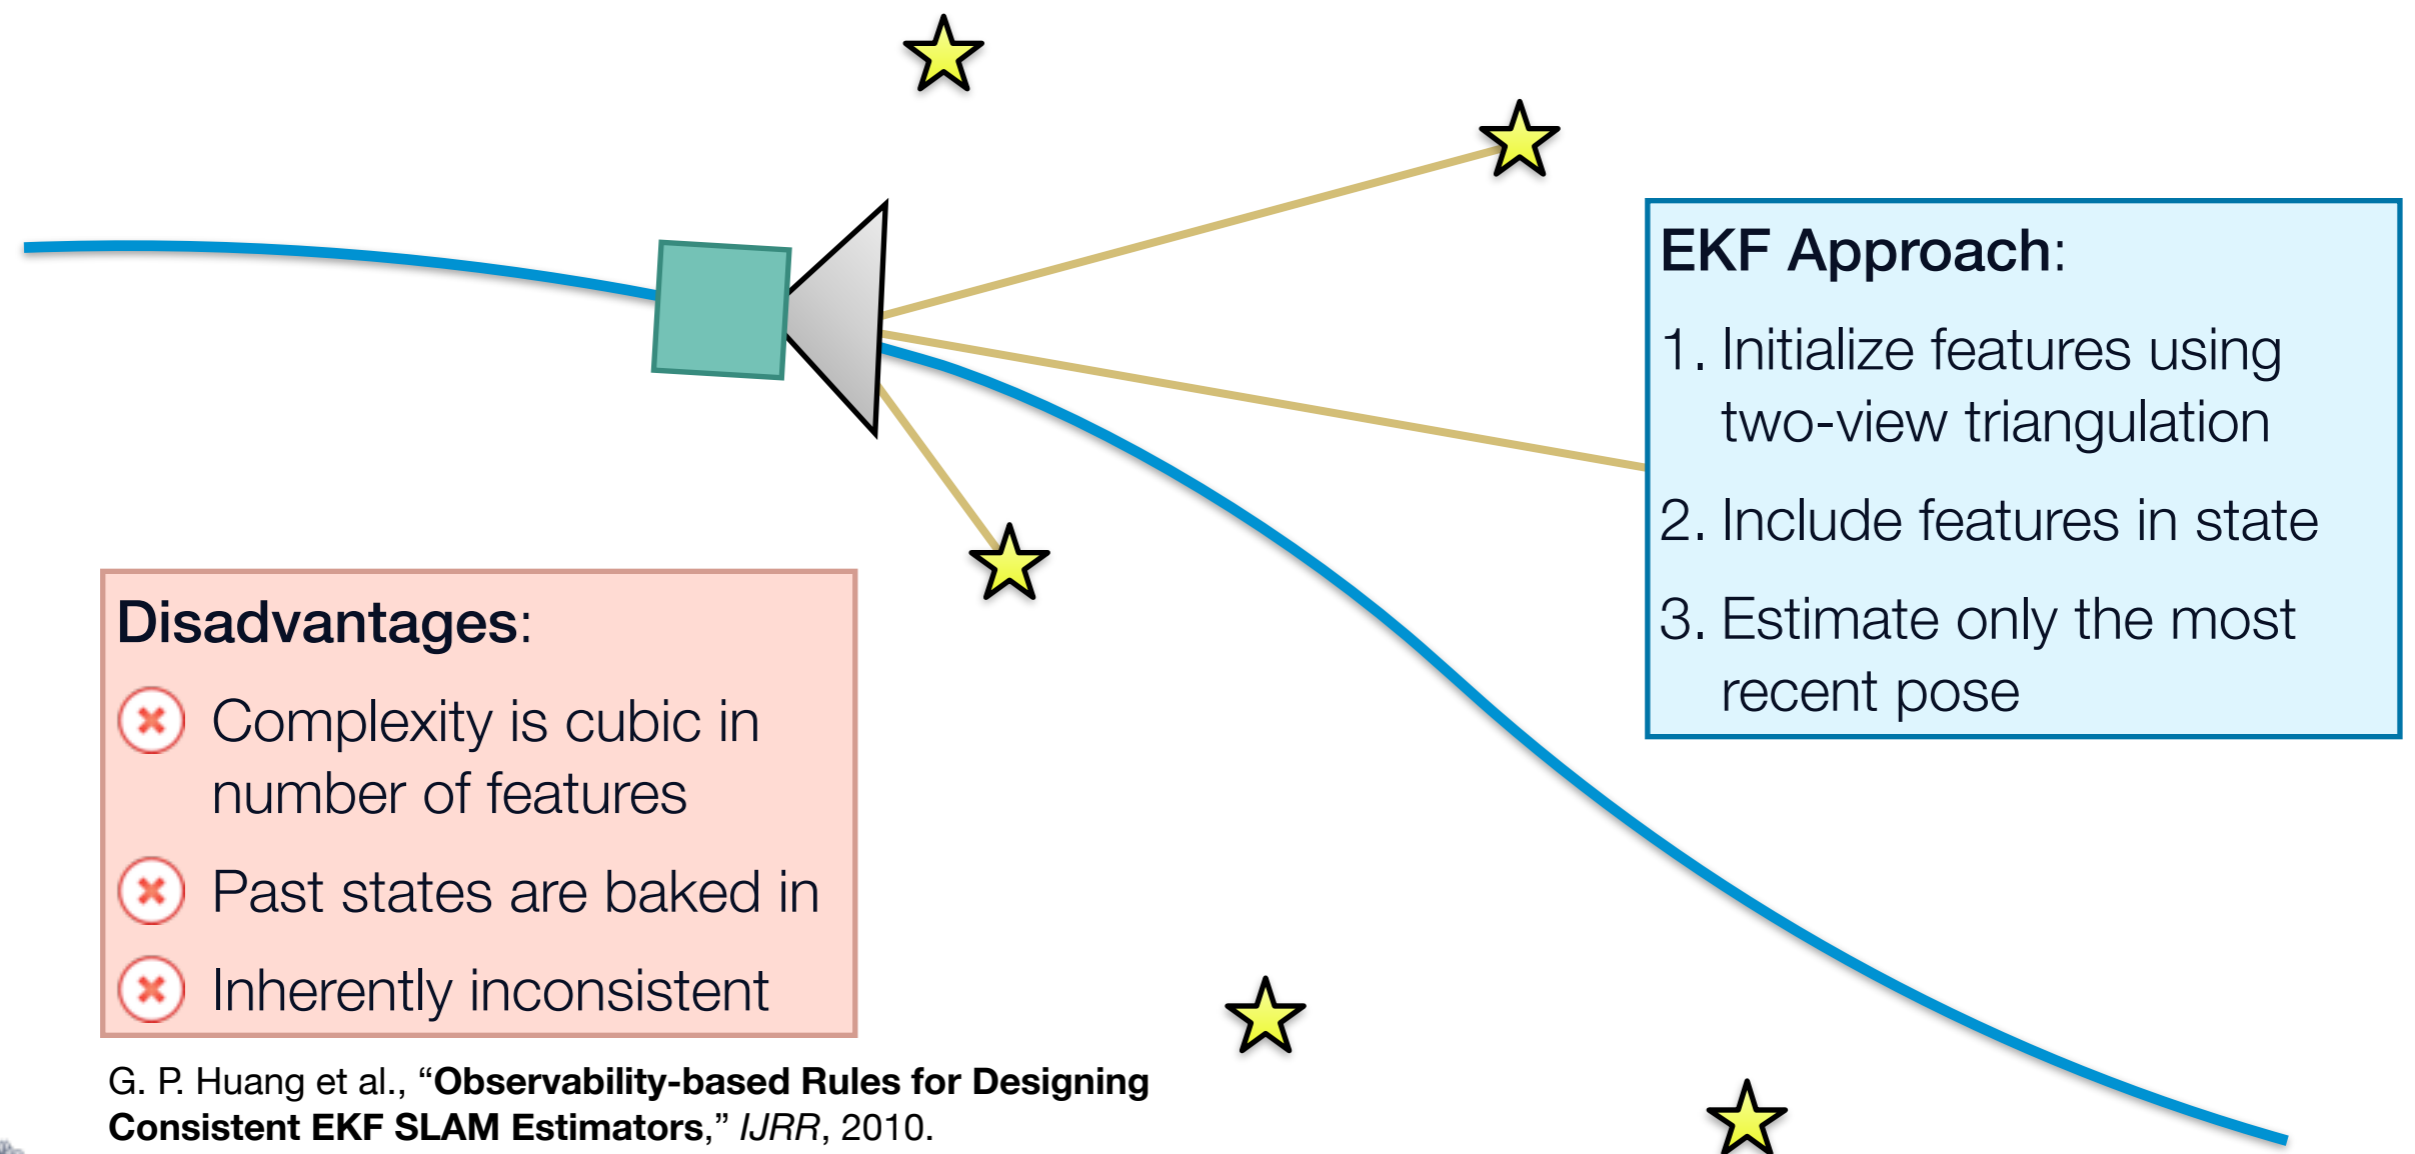 EKF Approach:
1. Initialize features using
two-view triangulation
2. Include features in state
3. Estimate only the most
recent pose
Disadvantages:
Complexity is cubic in
number of features
Past states are baked in
Inherently inconsistent
G. P. Huang et al., “Observability-based Rules for Designing
Consistent EKF SLAM Estimators,” IJRR, 2010.